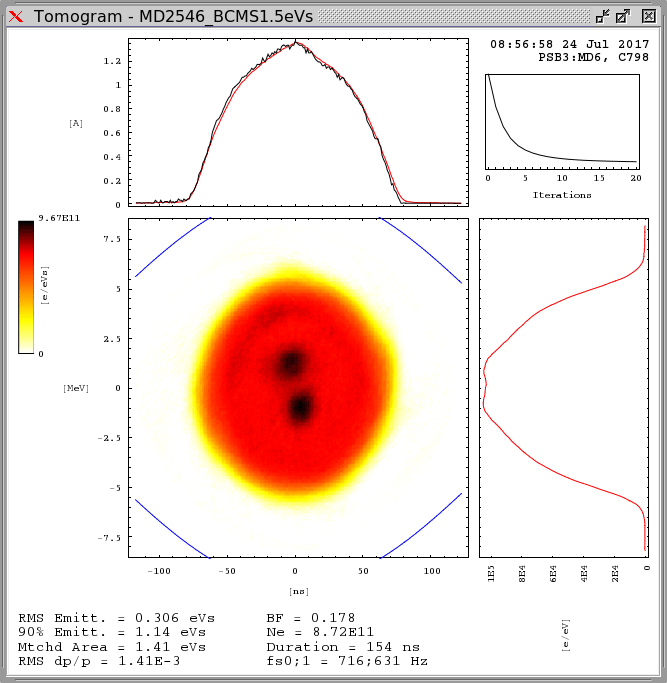 Tomogram - MD2546_BCMS1.5eVs
08:56:58 24 Jul 2017
PSB3:MD6, C798
[A]
1.2
1
0.8
0.6
0.4
0.2
0
0 5 10 15 20
Iterations
9.67E11
[e/eVs]
0
7.5
5
2.5
[MeV] 0
-2.5
-5
-7.5
-100 -50 0 50 100
[ns]
1E5 8E4 6E4 4E4 2E4 0
[e/eV]
RMS Emitt. = 0.306 eVs BF = 0.178
90% Emitt. = 1.14 eVs Ne = 8.72E11
Mtchd Area = 1.41 eVs Duration = 154 ns
RMS dp/p = 1.41E-3 fs0;1 = 716;631 Hz